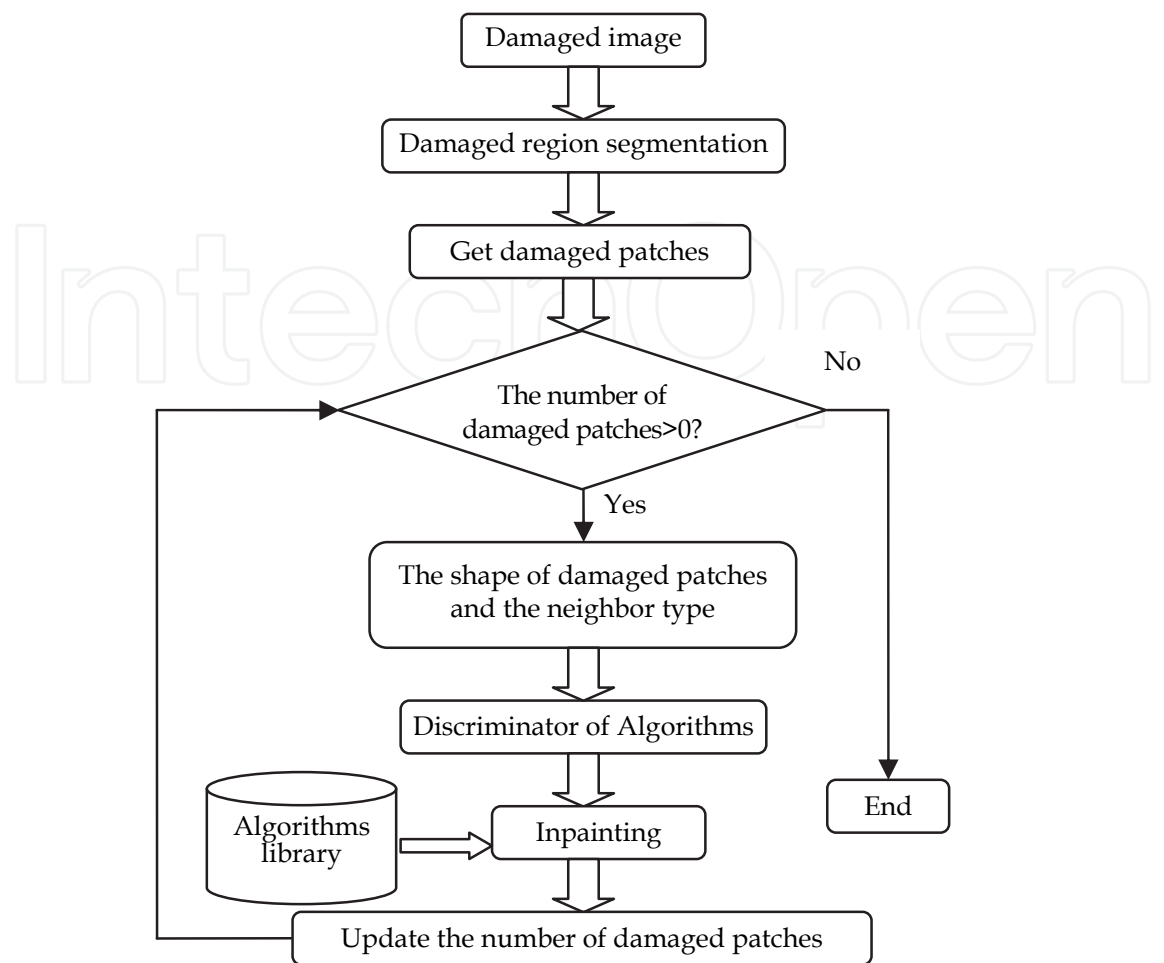 Damaged image
Damaged region segmentation
IntechOpen
Get damaged patches
No
The number of
damaged patches>0?
Yes
The shape of damaged patches
and the neighbor type
Discriminator of Algorithms
End
Algorithms
library
Inpainting
Update the number of damaged patches